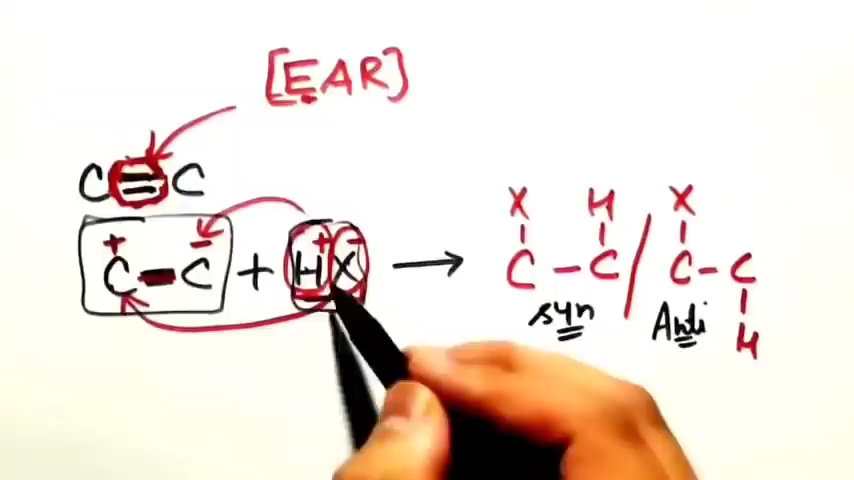 [EAR]
C≡C
X H X
+ − + −
C − C + HX → C − C / C − C
syn Anti H